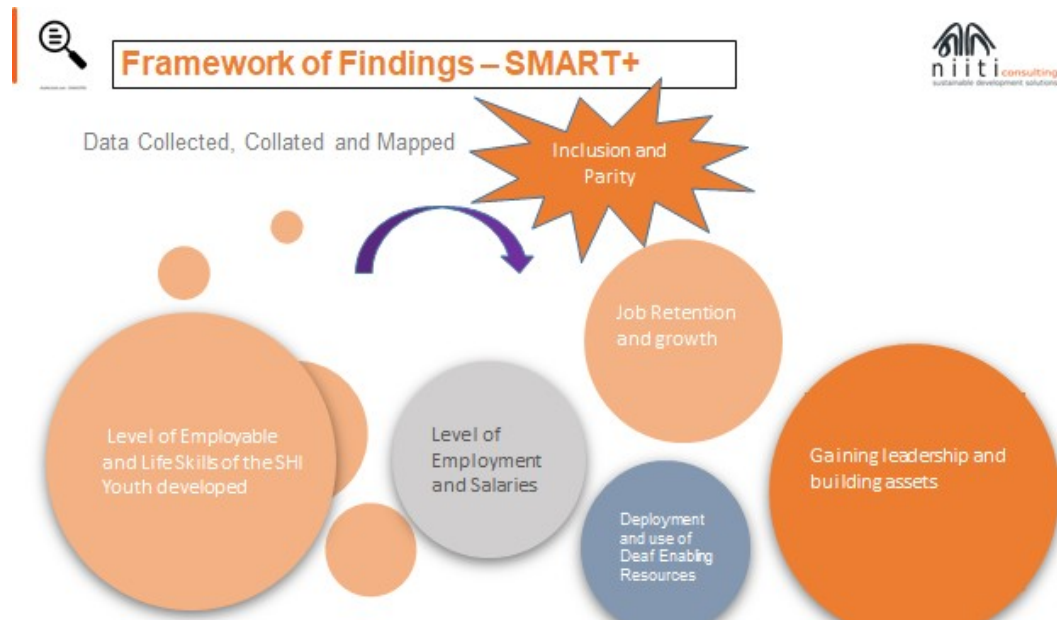 Framework of Findings – SMART+
niiti consulting
sustainable development solutions
Data Collected, Collated and Mapped
Inclusion and
Parity
Job Retention
and growth
Level of Employable
and Life Skills of the SHI
Youth developed
Level of
Employment
and Salaries
Gaining leadership and
building assets
Deployment
and use of
Deaf Enabling
Resources